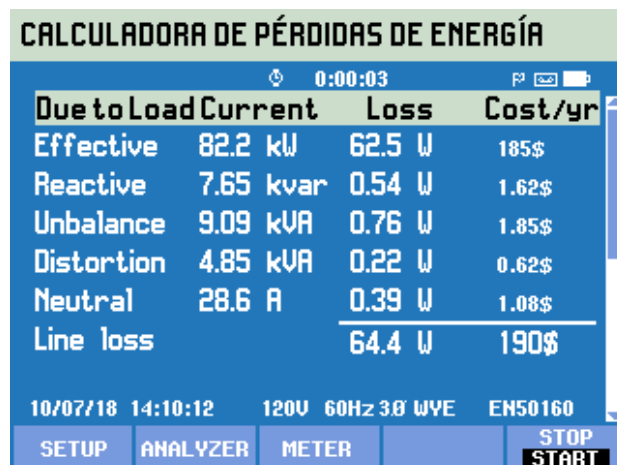 CALCULADORA DE PÉRDIDAS DE ENERGÍA
0:00:03
Due to Load Current Loss Cost/yr
Effective 82.2 kW 62.5 W 185$
Reactive 7.65 kvar 0.54 W 1.62$
Unbalance 9.09 kVA 0.76 W 1.85$
Distortion 4.85 kVA 0.22 W 0.62$
Neutral 28.6 A 0.39 W 1.08$
Line loss 64.4 W 190$
10/07/18 14:10:12 120V 60Hz 3Ø WYE EN50160
SETUP ANALYZER METER STOP
START